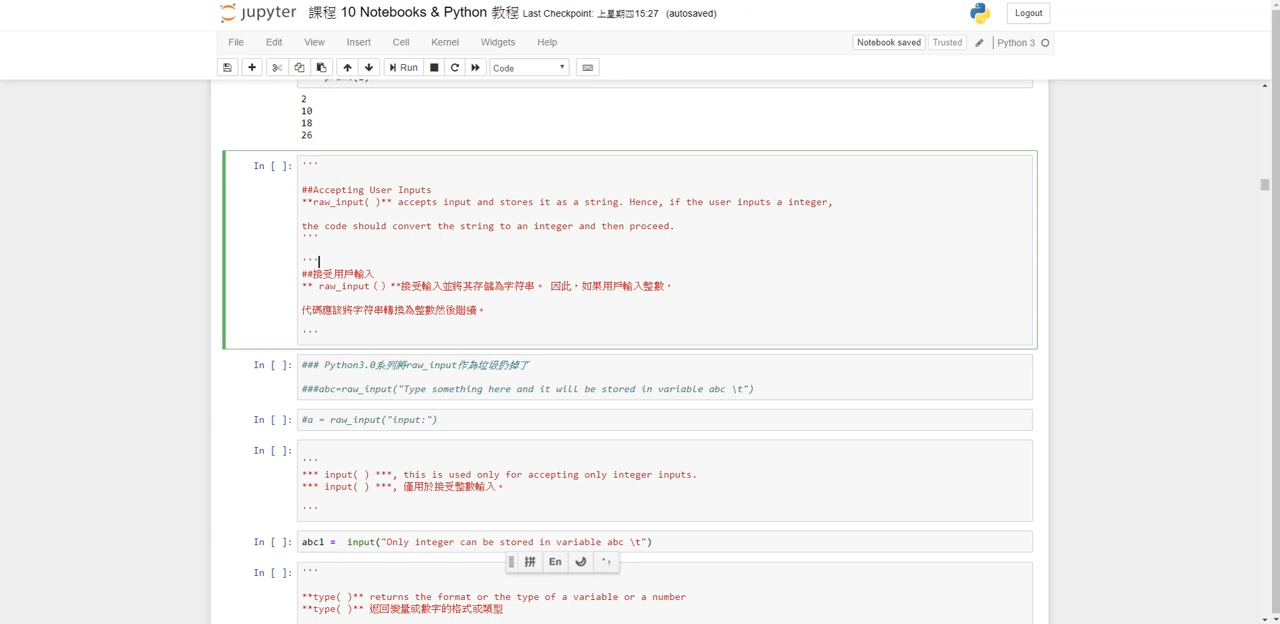 jupyter 課程 10 Notebooks & Python 教程 Last Checkpoint: 上星期四15:27 (autosaved) Logout
File Edit View Insert Cell Kernel Widgets Help Notebook saved Trusted Python 3
Run Code
2
10
18
26
In [ ]: '''
##Accepting User Inputs
**raw_input( )** accepts input and stores it as a string. Hence, if the user inputs a integer,
the code should convert the string to an integer and then proceed.
'''
'''
##接受用戶輸入
** raw_input（）**接受輸入並將其存儲為字符串。 因此，如果用戶輸入整數，
代碼應該將字符串轉換為整數然後繼續。
'''
In [ ]: ### Python3.0系列將raw_input作為垃圾扔掉了
###abc=raw_input("Type something here and it will be stored in variable abc \t")
In [ ]: #a = raw_input("input:")
In [ ]:
'''
*** input( ) ***, this is used only for accepting only integer inputs.
*** input( ) ***, 僅用於接受整數輸入。
'''
In [ ]: abc1 =  input("Only integer can be stored in variable abc \t")
拼 En
In [ ]: '''
**type( )** returns the format or the type of a variable or a number
**type( )** 返回變量或數字的格式或類型